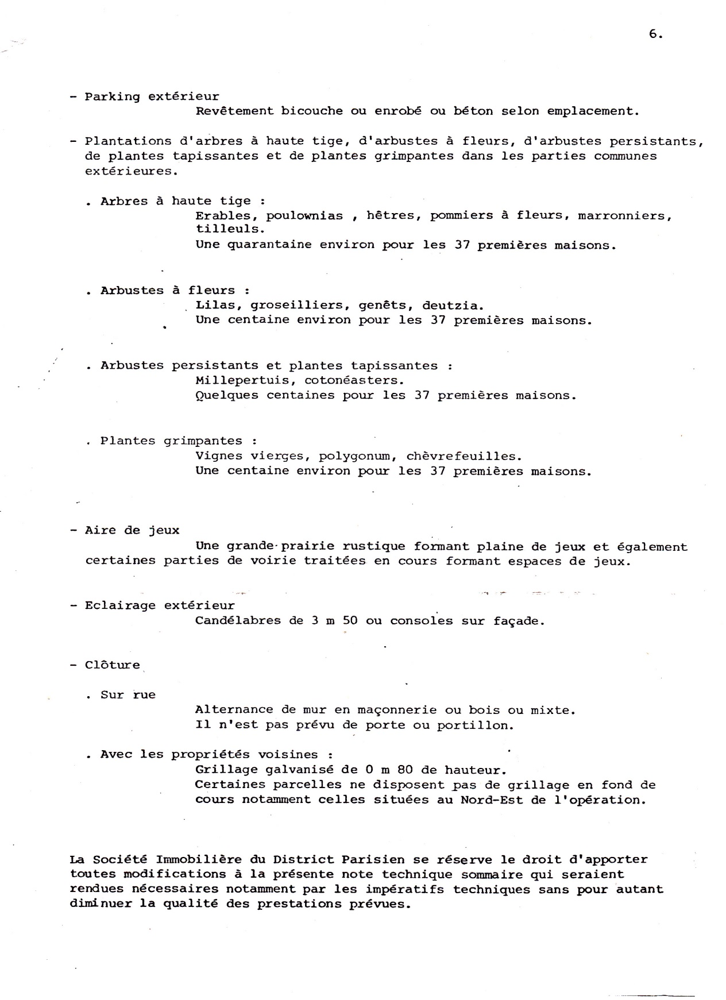 6.
- Parking extérieur
Revêtement bicouche ou enrobé ou béton selon emplacement.
- Plantations d'arbres à haute tige, d'arbustes à fleurs, d'arbustes persistants,
de plantes tapissantes et de plantes grimpantes dans les parties communes
extérieures.
. Arbres à haute tige :
Erables, poulownias , hêtres, pommiers à fleurs, marronniers,
tilleuls.
Une quarantaine environ pour les 37 premières maisons.
. Arbustes à fleurs :
Lilas, groseilliers, genêts, deutzia.
Une centaine environ pour les 37 premières maisons.
. Arbustes persistants et plantes tapissantes :
Millepertuis, cotonéasters.
Quelques centaines pour les 37 premières maisons.
. Plantes grimpantes :
Vignes vierges, polygonum, chèvrefeuilles.
Une centaine environ pour les 37 premières maisons.
- Aire de jeux
Une grande prairie rustique formant plaine de jeux et également
certaines parties de voirie traitées en cours formant espaces de jeux.
- Eclairage extérieur
Candélabres de 3 m 50 ou consoles sur façade.
- Clôture
. Sur rue
Alternance de mur en maçonnerie ou bois ou mixte.
Il n'est pas prévu de porte ou portillon.
. Avec les propriétés voisines :
Grillage galvanisé de 0 m 80 de hauteur.
Certaines parcelles ne disposent pas de grillage en fond de
cours notamment celles situées au Nord-Est de l'opération.
La Société Immobilière du District Parisien se réserve le droit d'apporter
toutes modifications à la présente note technique sommaire qui seraient
rendues nécessaires notamment par les impératifs techniques sans pour autant
diminuer la qualité des prestations prévues.